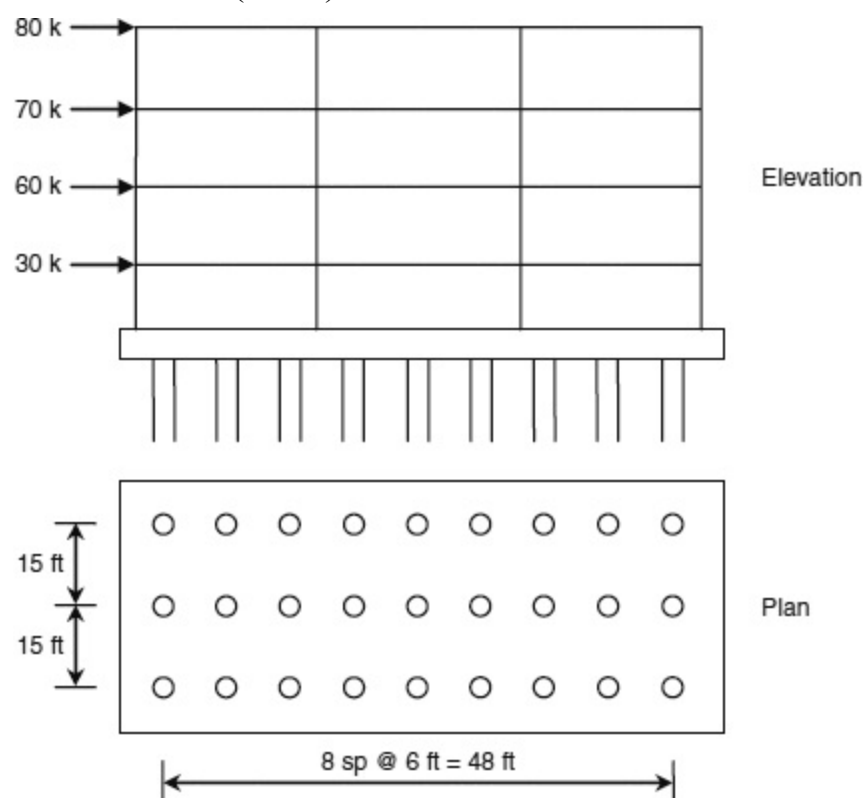 80 k
70 k
60 k
Elevation
30 k
15 ft
15 ft
Plan
8 sp @ 6 ft = 48 ft